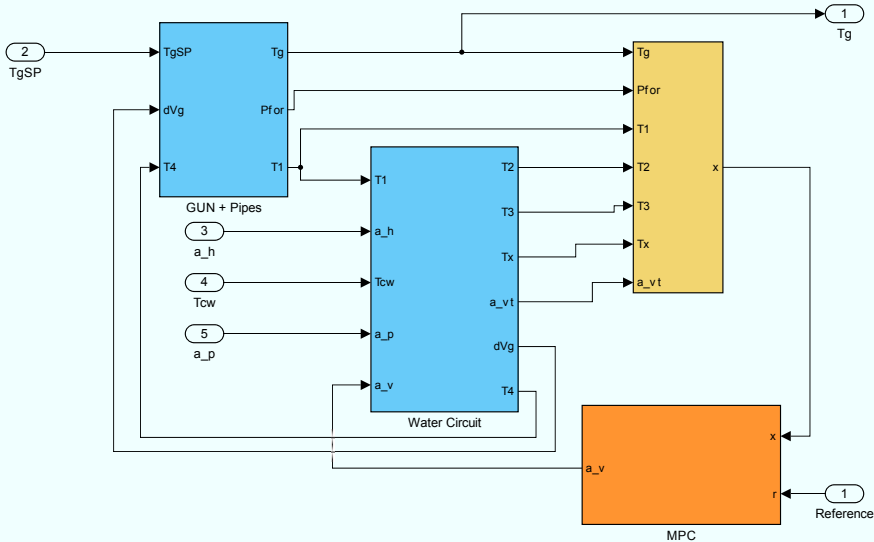 1
Tg
2
TgSP
TgSP
dVg
T4
Tg
Pfor
T1
GUN + Pipes
3
a_h
4
Tcw
5
a_p
T1
a_h
Tcw
a_p
a_v
T2
T3
Tx
a_vt
dVg
T4
Water Circuit
Tg
Pfor
T1
T2
T3
Tx
a_vt
x
a_v
x
r
MPC
1
Reference